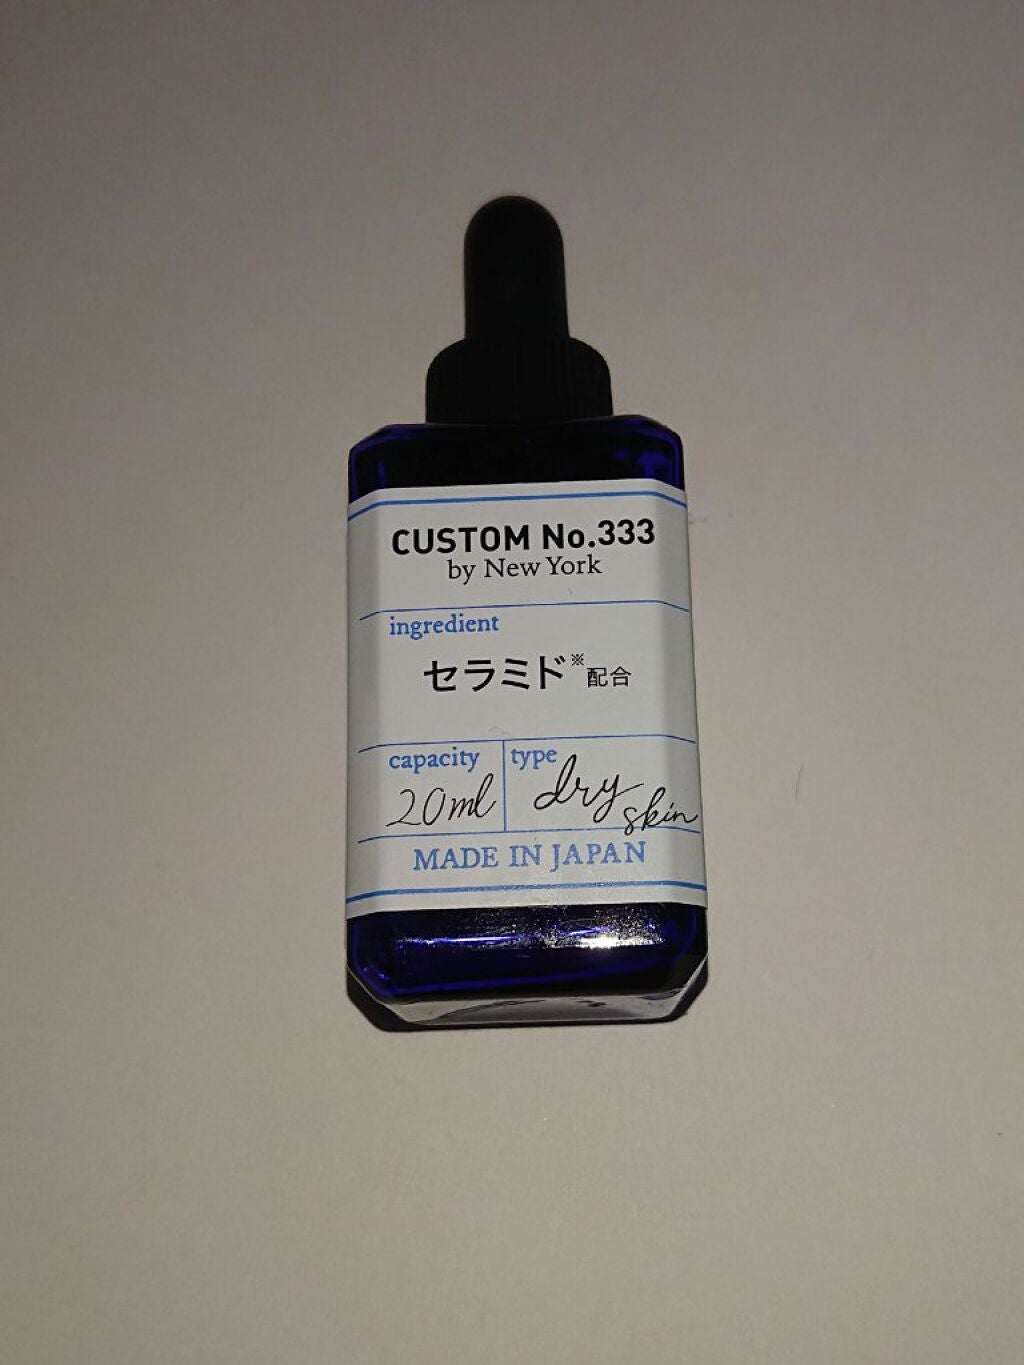 CUSTOM No.333
by New York
ingredient
セラミド※配合
capacity
20ml
type
dry
skin
MADE IN JAPAN